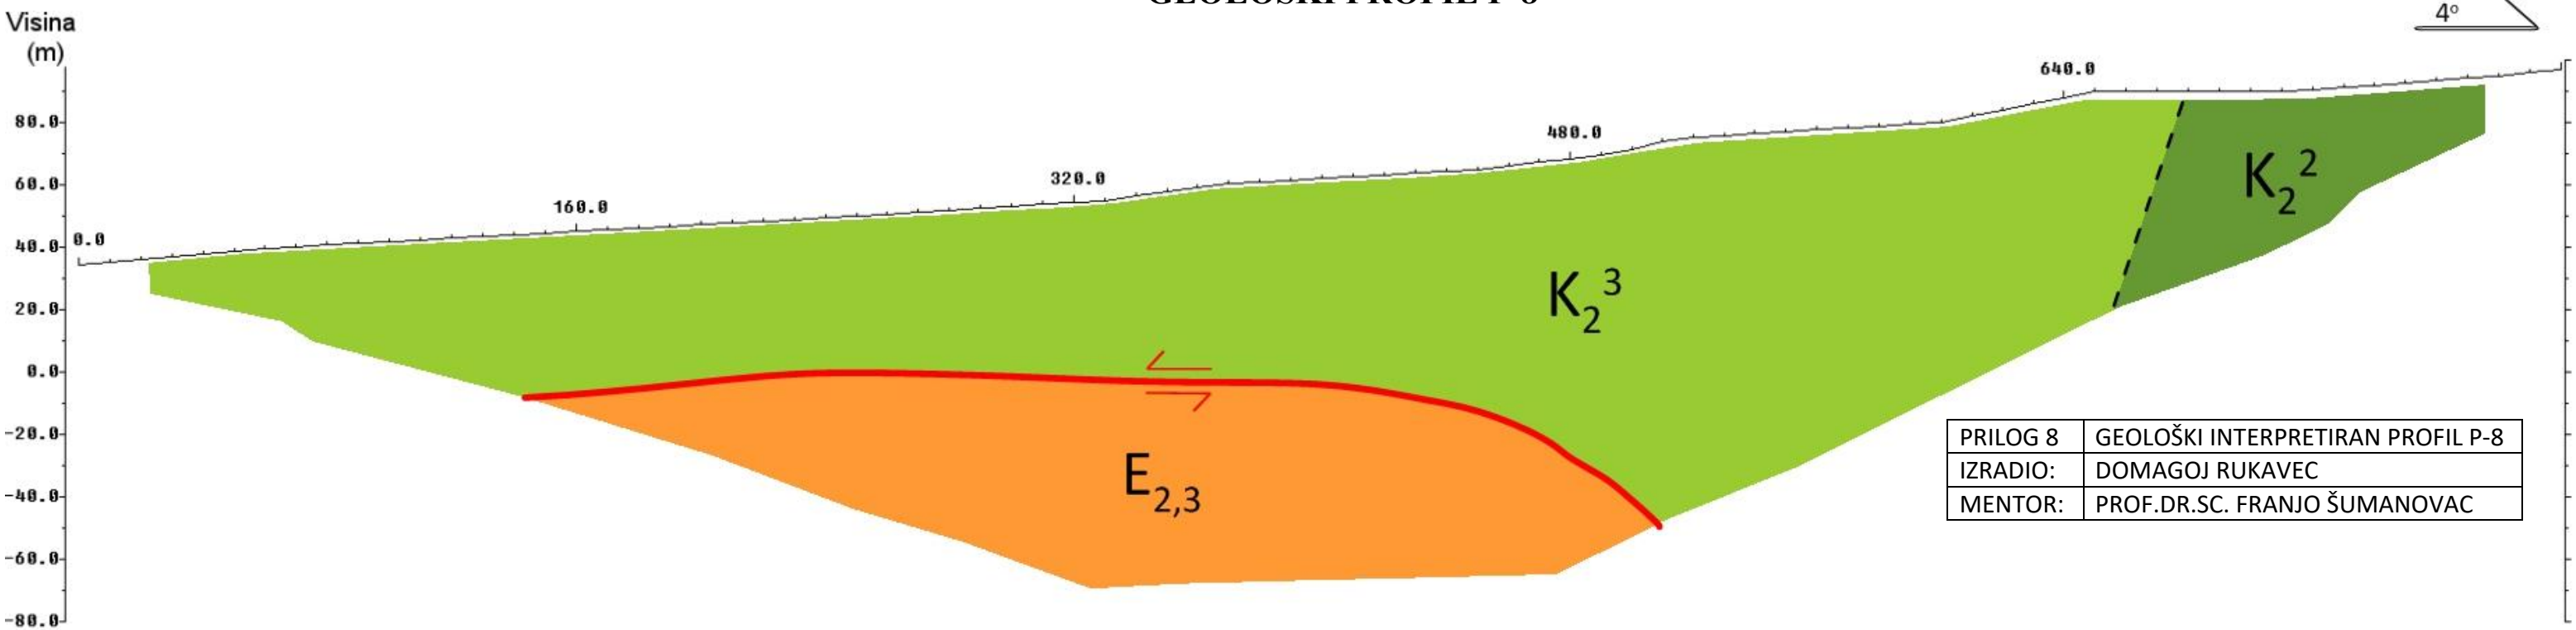 Visina
(m)
4°
80.0
60.0
40.0
20.0
0.0
-20.0
-40.0
-60.0
-80.0
0.0
160.0
320.0
480.0
640.0
K₂²
K₂³
E₂,₃
PRILOG 8 GEOLOŠKI INTERPRETIRAN PROFIL P-8
IZRADIO: DOMAGOJ RUKAVEC
MENTOR: PROF.DR.SC. FRANJO ŠUMANOVAC